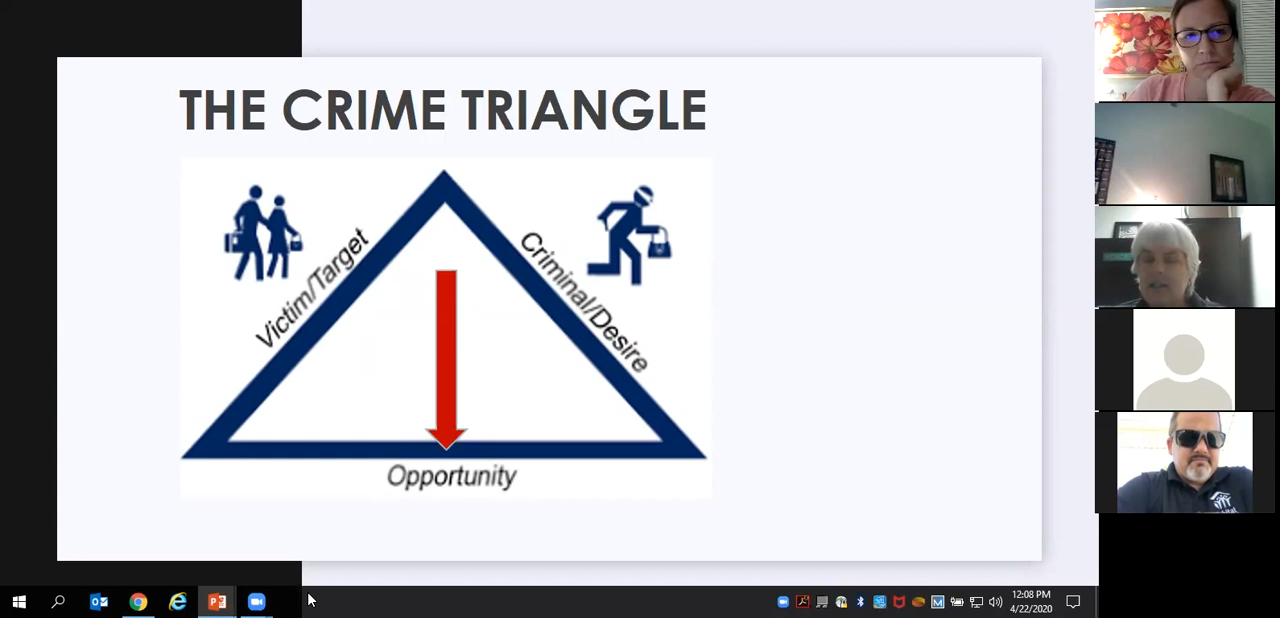 THE CRIME TRIANGLE
Victim/Target
Criminal/Desire
Opportunity
12:08 PM
4/22/2020